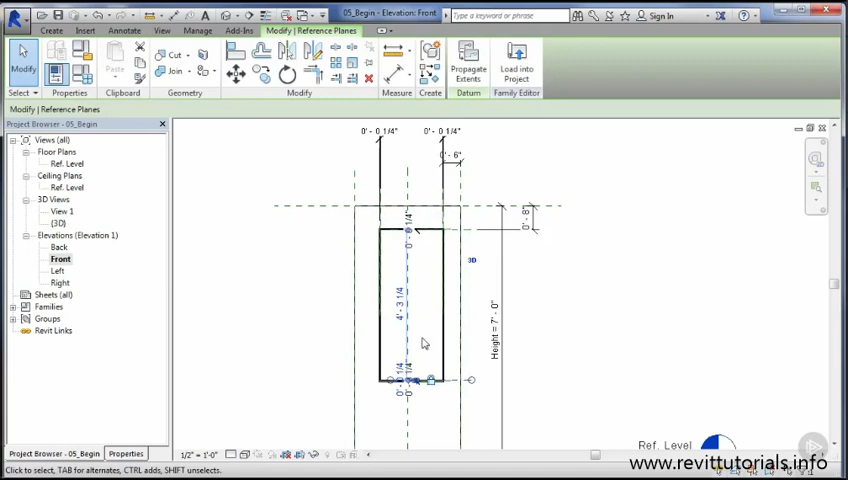 05_Begin - Elevation: Front
Type a keyword or phrase
Sign In
Create
Insert
Annotate
View
Manage
Add-Ins
Modify | Reference Planes
Modify
Paste
Cut
Join
Propagate Extents
Load into Project
Select
Properties
Clipboard
Geometry
Modify
Measure
Create
Datum
Family Editor
Modify | Reference Planes
Project Browser - 05_Begin
Views (all)
Floor Plans
Ref. Level
Ceiling Plans
Ref. Level
3D Views
View 1
{3D}
Elevations (Elevation 1)
Back
Front
Left
Right
Sheets (all)
Families
Groups
Revit Links
0' - 0 1/4"
0' - 0 1/4"
0' - 6"
0' - 8"
3D
4' - 3 1/4
Height = 7' - 0"
0' - 0 1/4"
Ref. Level
Project Browser - 05_Begin
Properties
1/2" = 1'-0"
Click to select, TAB for alternates, CTRL adds, SHIFT unselects.
www.revittutorials.info